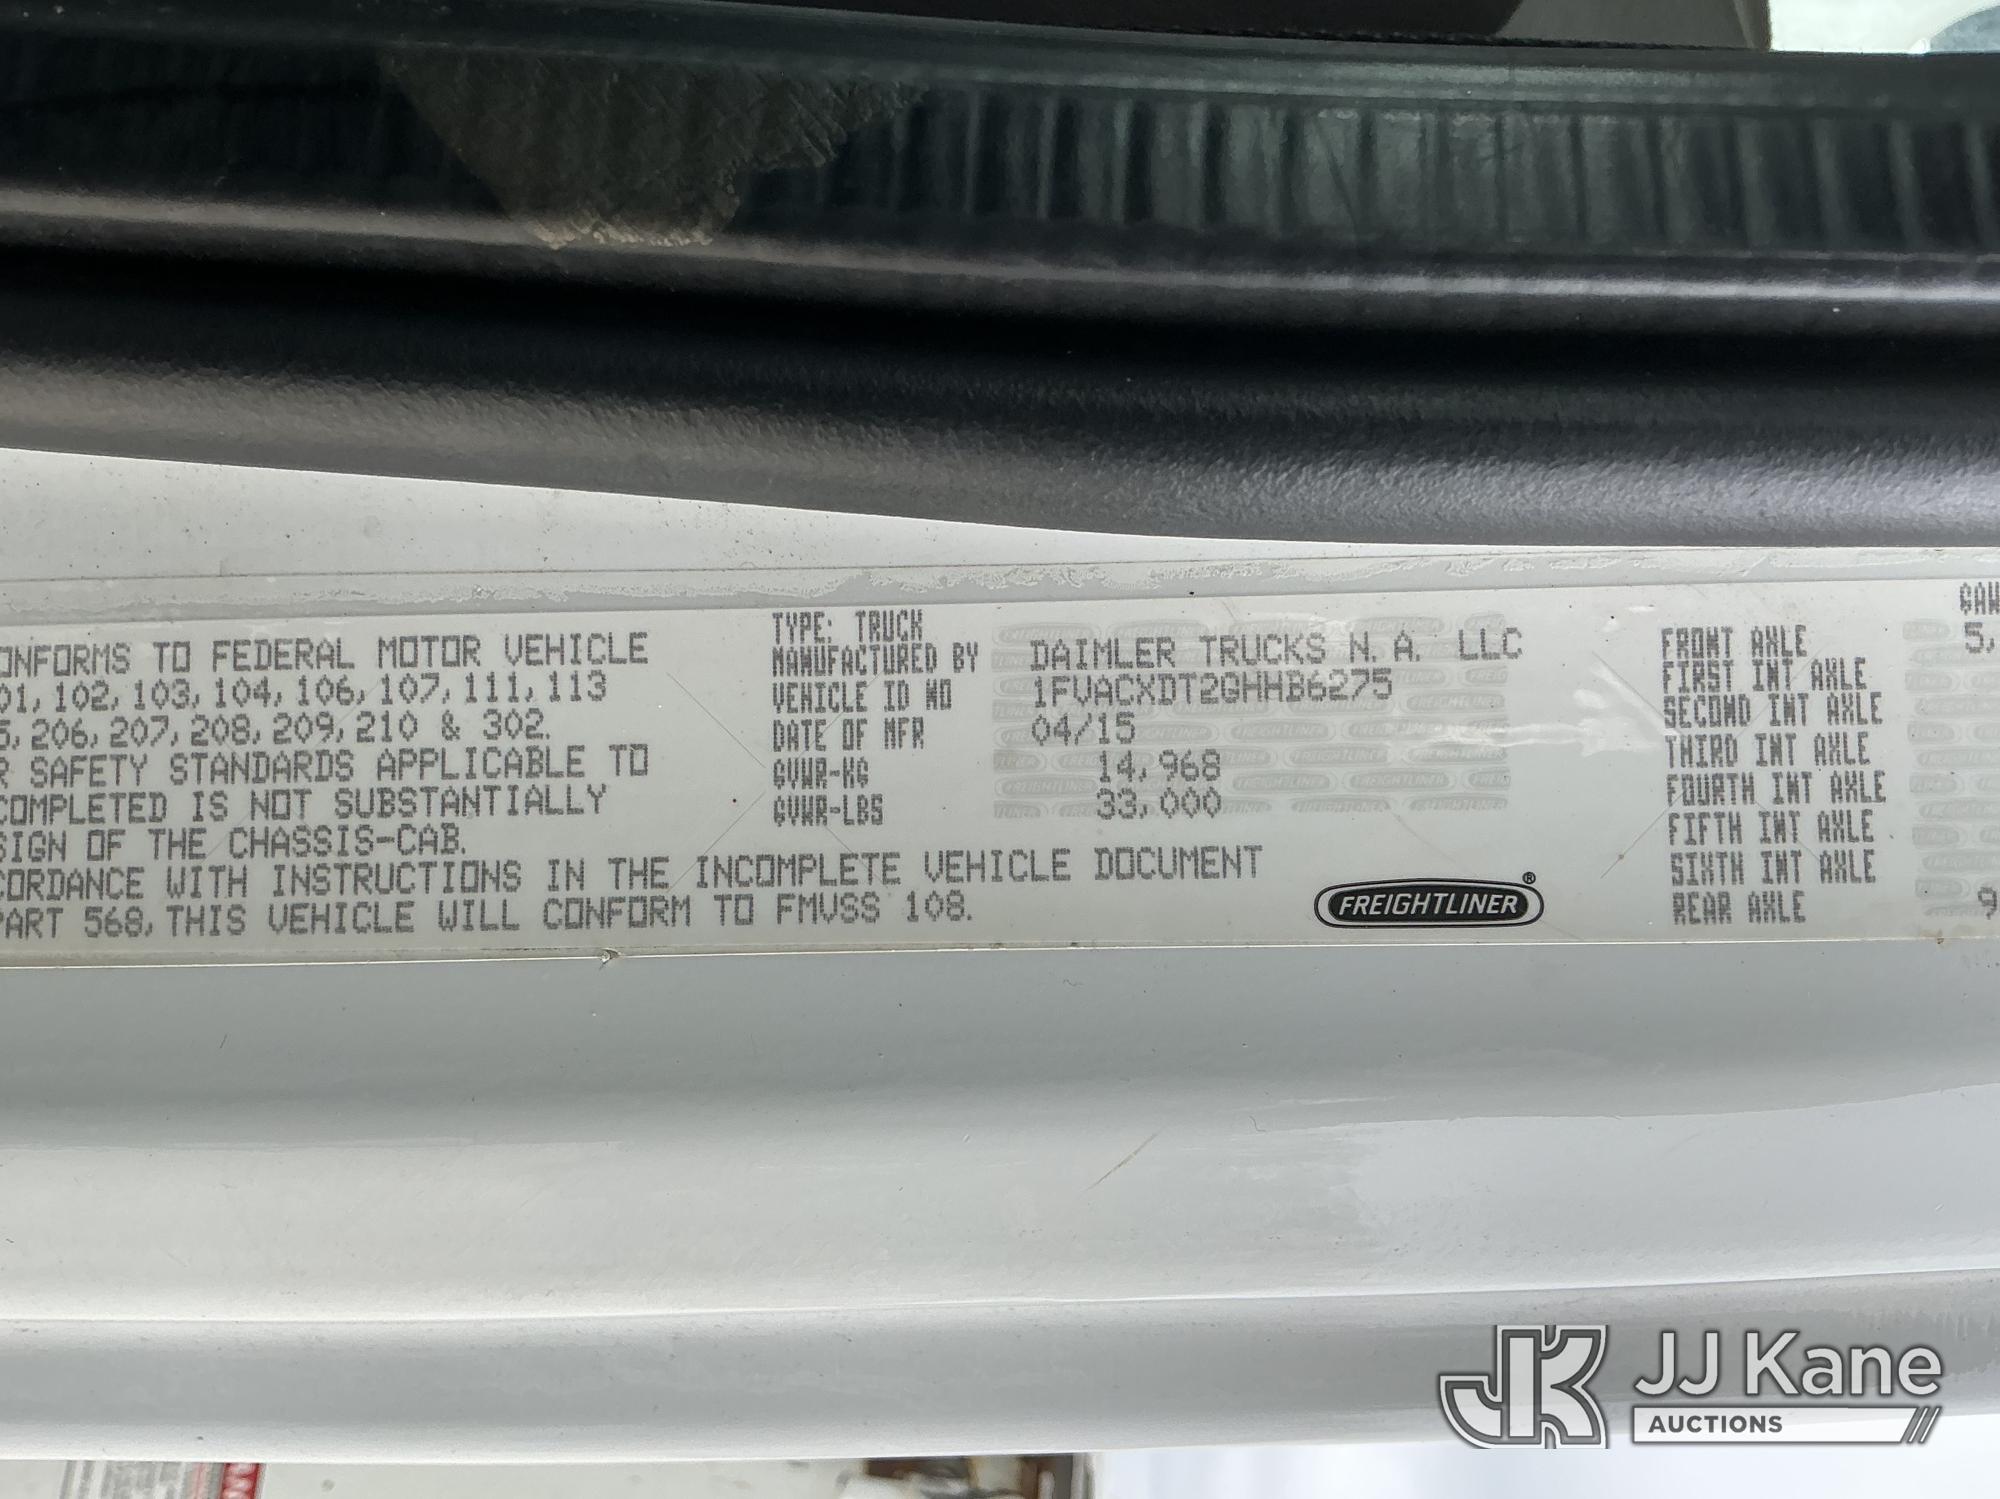 ONFORMS TO FEDERAL MOTOR VEHICLE
01, 102, 103, 104, 106, 107, 111, 113
5, 206, 207, 208, 209, 210 & 302.
R SAFETY STANDARDS APPLICABLE TO
COMPLETED IS NOT SUBSTANTIALLY
SIGN OF THE CHASSIS-CAB.
CORDANCE WITH INSTRUCTIONS IN THE INCOMPLETE VEHICLE DOCUMENT
PART 568, THIS VEHICLE WILL CONFORM TO FMVSS 108.
TYPE: TRUCK
MANUFACTURED BY DAIMLER TRUCKS N.A. LLC
VEHICLE ID NO 1FVACXDT2GHHB6275
DATE OF MFR 04/15
GVWR-KG 14,968
GVWR-LBS 33,000
FREIGHTLINER®
GAW
FRONT AXLE 5,
FIRST INT AXLE
SECOND INT AXLE
THIRD INT AXLE
FOURTH INT AXLE
FIFTH INT AXLE
SIXTH INT AXLE
REAR AXLE 9
JK JJ Kane
AUCTIONS